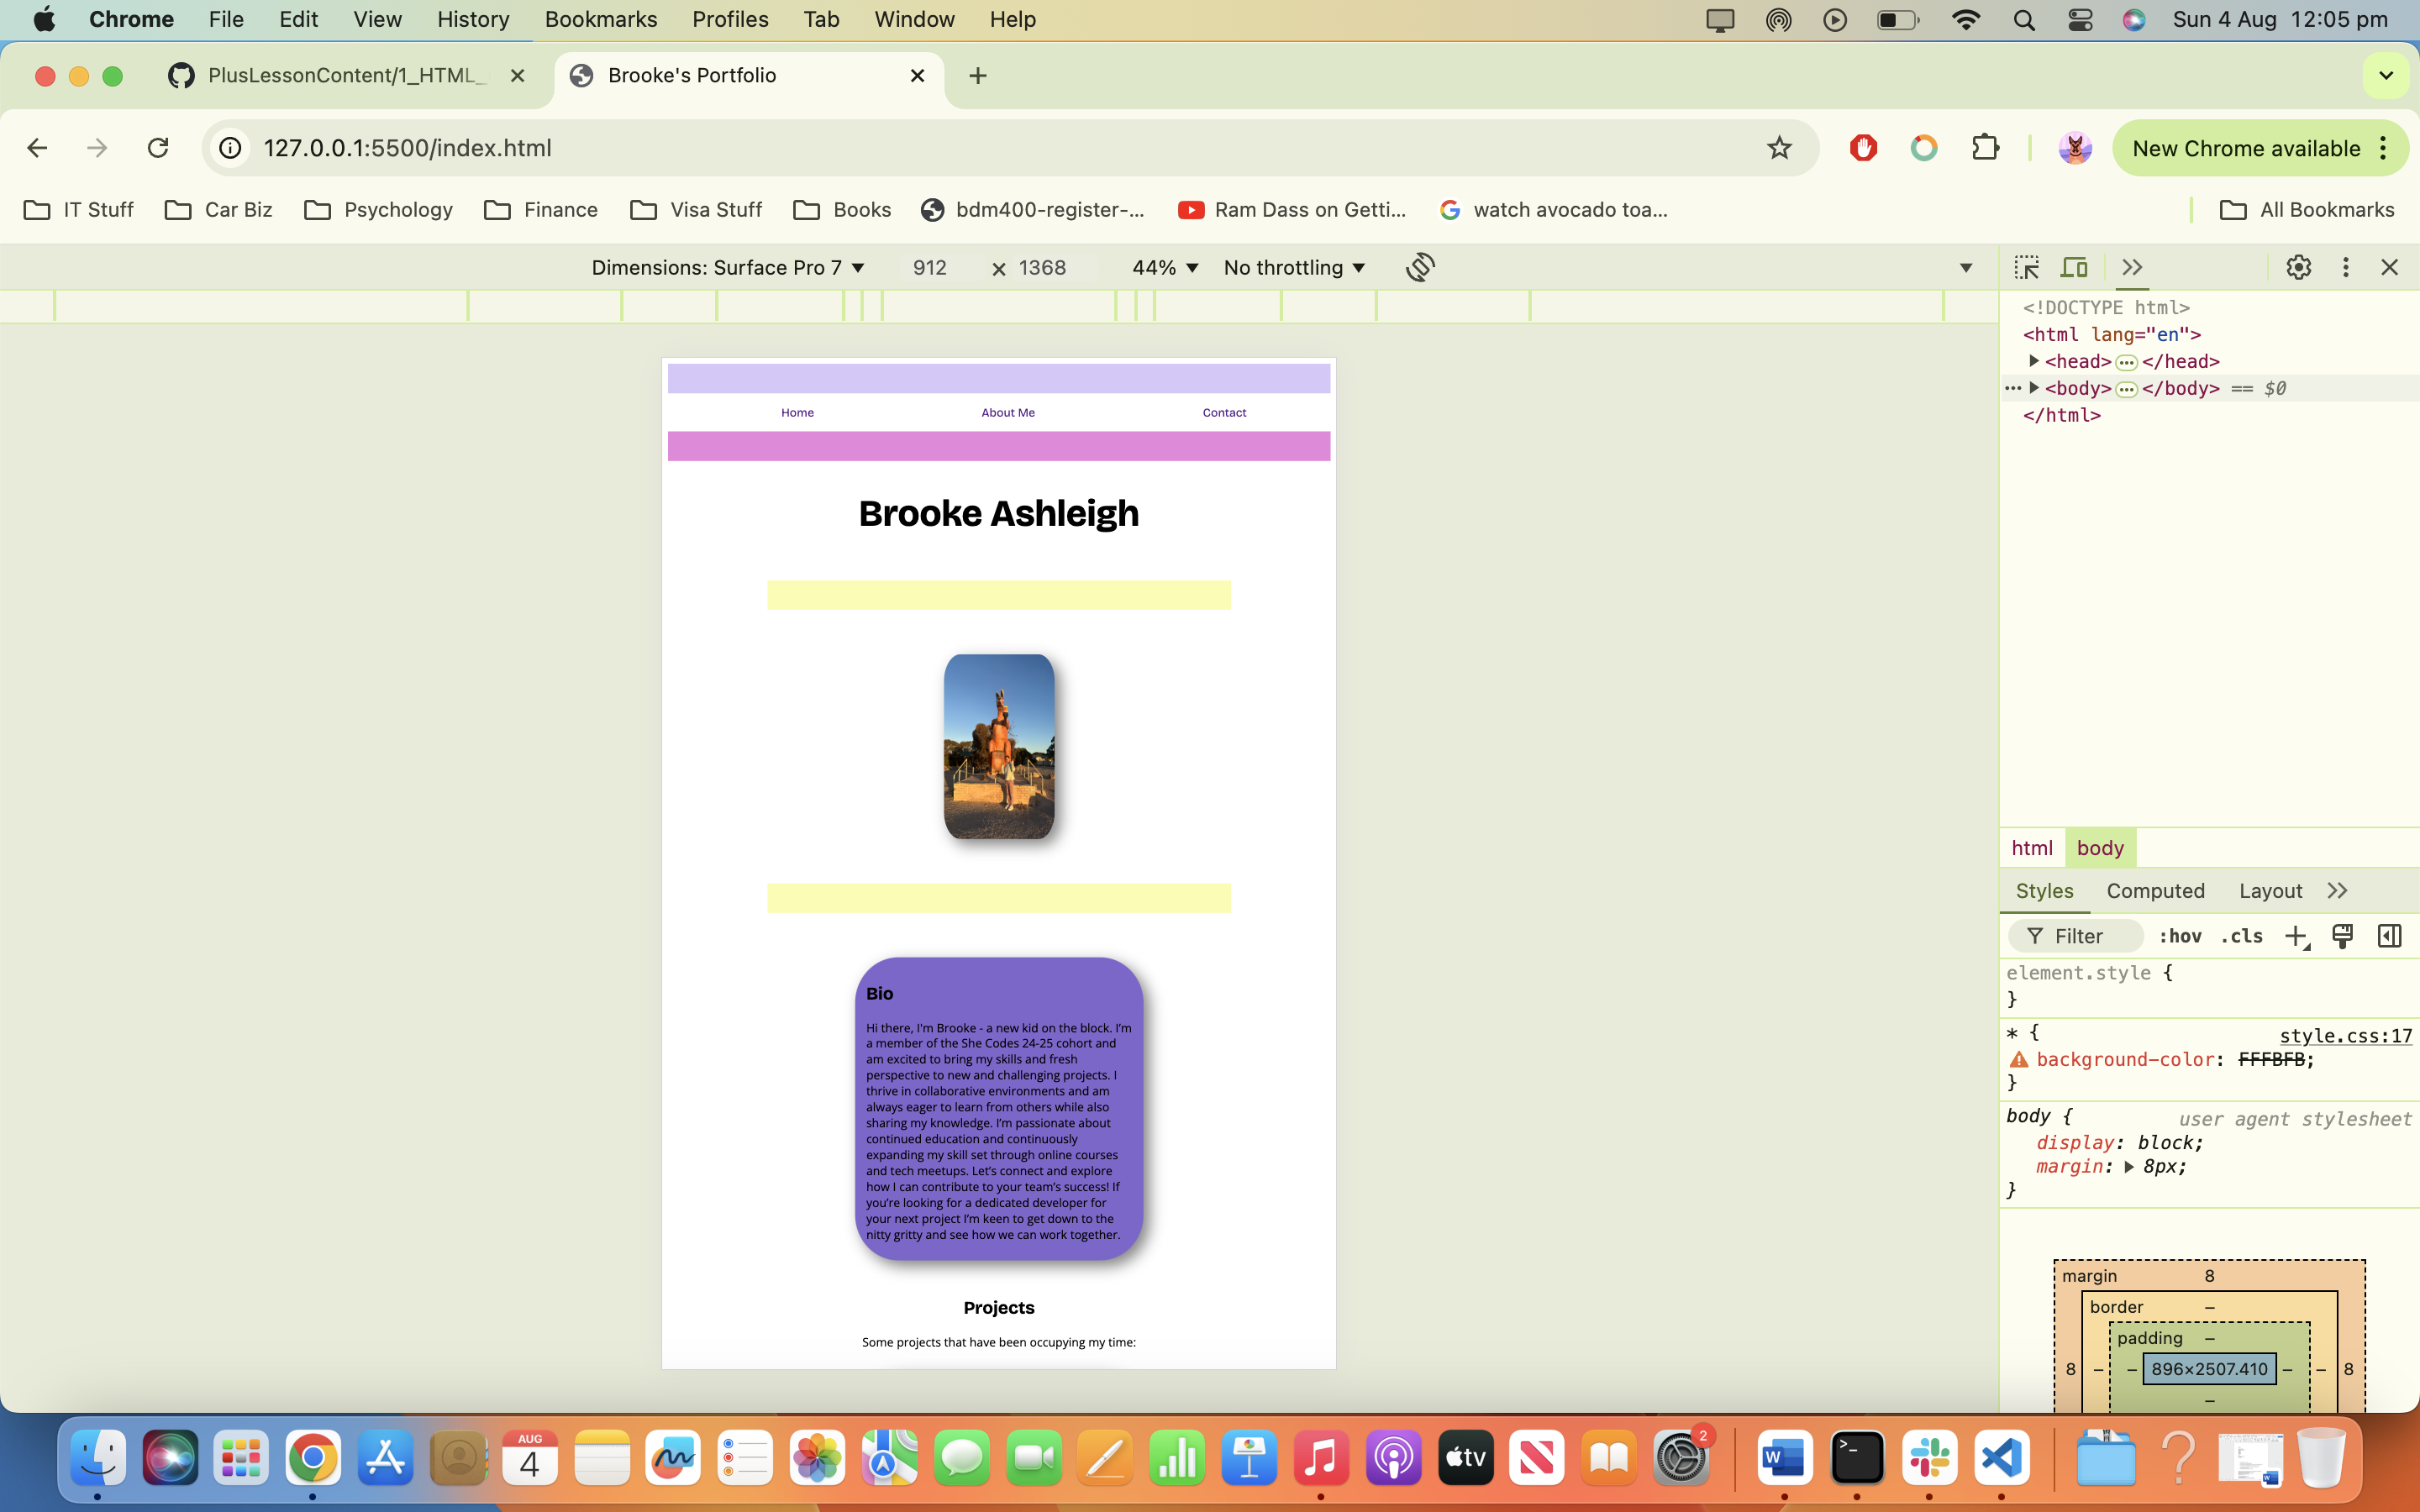 Chrome File Edit View History Bookmarks Profiles Tab Window Help Sun 4 Aug 12:05 pm
PlusLessonContent/1_HTML_ Brooke's Portfolio
127.0.0.1:5500/index.html New Chrome available
IT Stuff Car Biz Psychology Finance Visa Stuff Books bdm400-register-... Ram Dass on Getti... watch avocado toa... All Bookmarks
Dimensions: Surface Pro 7 912 × 1368 44% No throttling
Home About Me Contact
Brooke Ashleigh
Bio
Hi there, I'm Brooke - a new kid on the block. I'm
a member of the She Codes 24-25 cohort and
am excited to bring my skills and fresh
perspective to new and challenging projects. I
thrive in collaborative environments and am
always eager to learn from others while also
sharing my knowledge. I'm passionate about
continued education and continuously
expanding my skill set through online courses
and tech meetups. Let's connect and explore
how I can contribute to your team's success! If
you're looking for a dedicated developer for
your next project I'm keen to get down to the
nitty gritty and see how we can work together.
Projects
Some projects that have been occupying my time:
<!DOCTYPE html>
<html lang="en">
<head> ... </head>
... <body> ... </body> == $0
</html>
html body
Styles Computed Layout
Filter :hov .cls
element.style {
}
* { style.css:17
background-color: FFFBFB;
}
body { user agent stylesheet
display: block;
margin: 8px;
}
margin 8
border –
padding –
8 – – 896×2507.410 – – 8
–
AUG
4
tv
2
W
>_